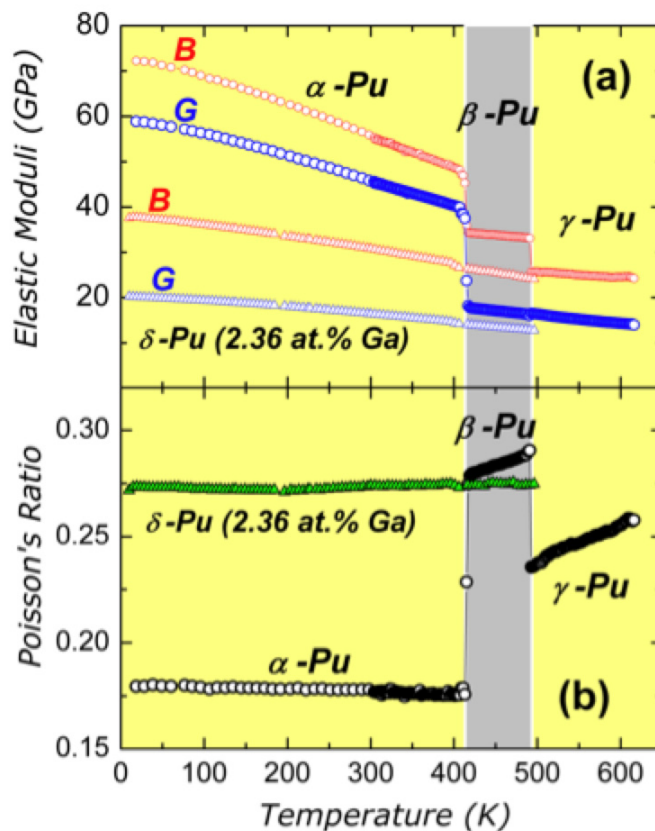 80
60
40
20
Elastic Moduli (GPa)
B
α -Pu
(a)
β -Pu
G
B
γ -Pu
G
δ -Pu (2.36 at.% Ga)
0.30
0.25
0.20
0.15
Poisson's Ratio
β -Pu
δ -Pu (2.36 at.% Ga)
γ -Pu
α -Pu
(b)
0 100 200 300 400 500 600
Temperature (K)